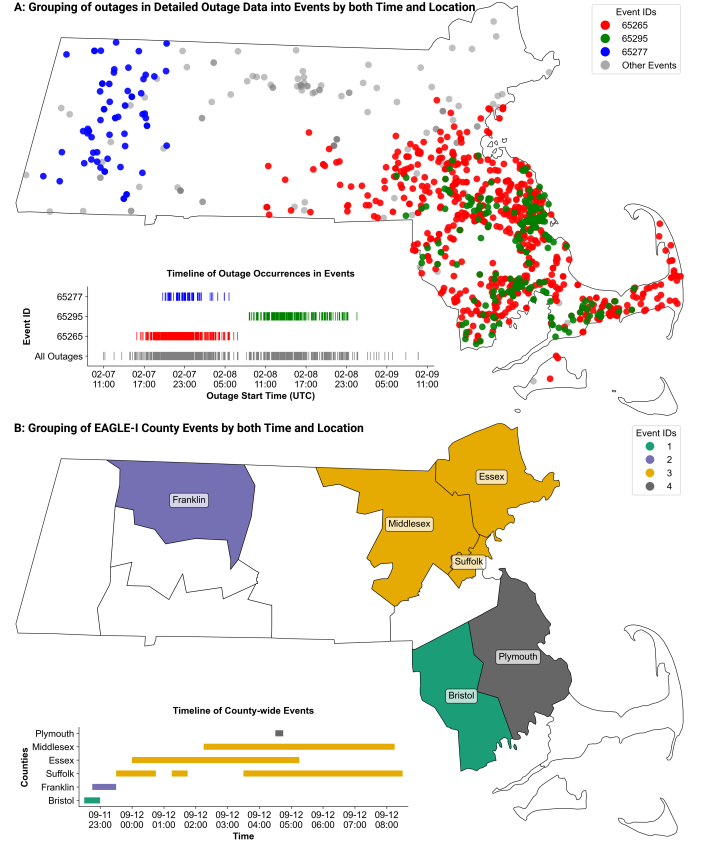 A: Grouping of outages in Detailed Outage Data into Events by both Time and Location
Event IDs
65265
65295
65277
Other Events
Timeline of Outage Occurrences in Events
Event ID
65277
65295
65265
All Outages
02-07 02-07 02-07 02-08 02-08 02-08 02-08 02-09 02-09
11:00 17:00 23:00 05:00 11:00 17:00 23:00 05:00 11:00
Outage Start Time (UTC)
B: Grouping of EAGLE-I County Events by both Time and Location
Event IDs
1
2
3
4
Essex
Franklin
Middlesex
Suffolk
Plymouth
Bristol
Timeline of County-wide Events
Counties
Plymouth
Middlesex
Essex
Suffolk
Franklin
Bristol
09-11 09-12 09-12 09-12 09-12 09-12 09-12 09-12 09-12 09-12
23:00 00:00 01:00 02:00 03:00 04:00 05:00 06:00 07:00 08:00
Time